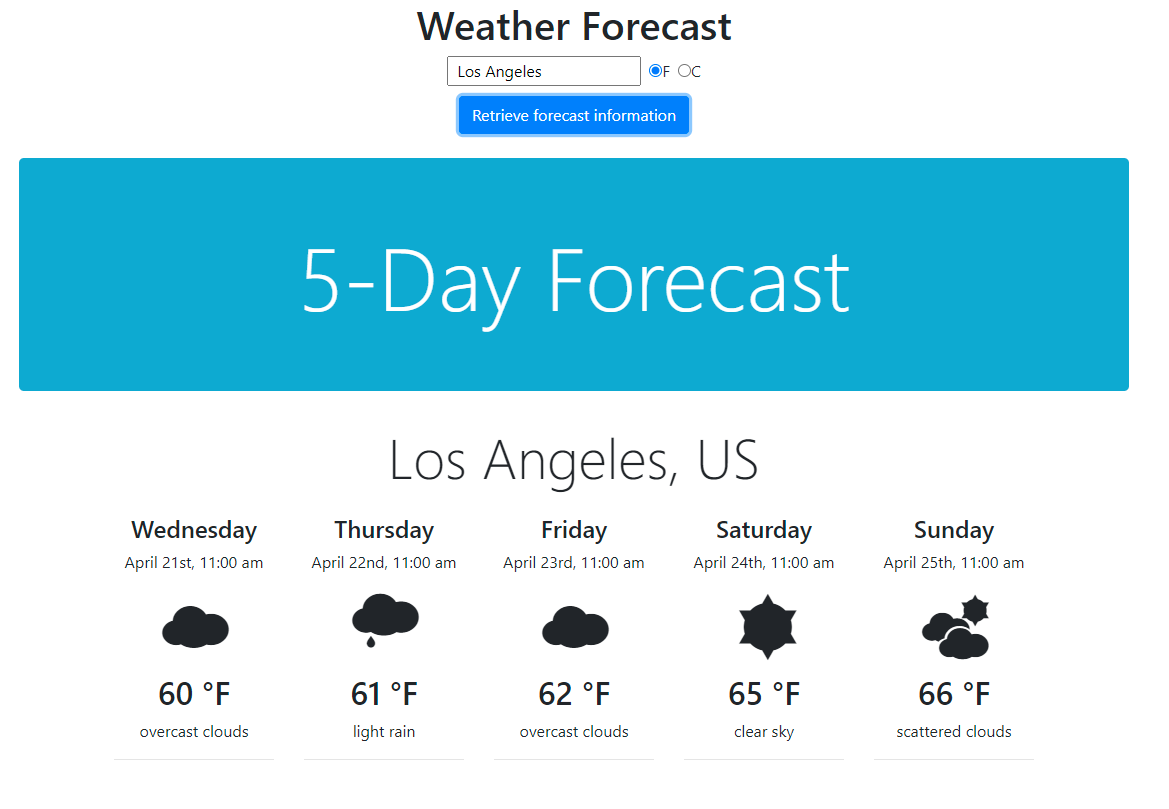 Weather Forecast
Los Angeles F C
Retrieve forecast information
5-Day Forecast
Los Angeles, US
Wednesday Thursday Friday Saturday Sunday
April 21st, 11:00 am April 22nd, 11:00 am April 23rd, 11:00 am April 24th, 11:00 am April 25th, 11:00 am
60 °F 61 °F 62 °F 65 °F 66 °F
overcast clouds light rain overcast clouds clear sky scattered clouds